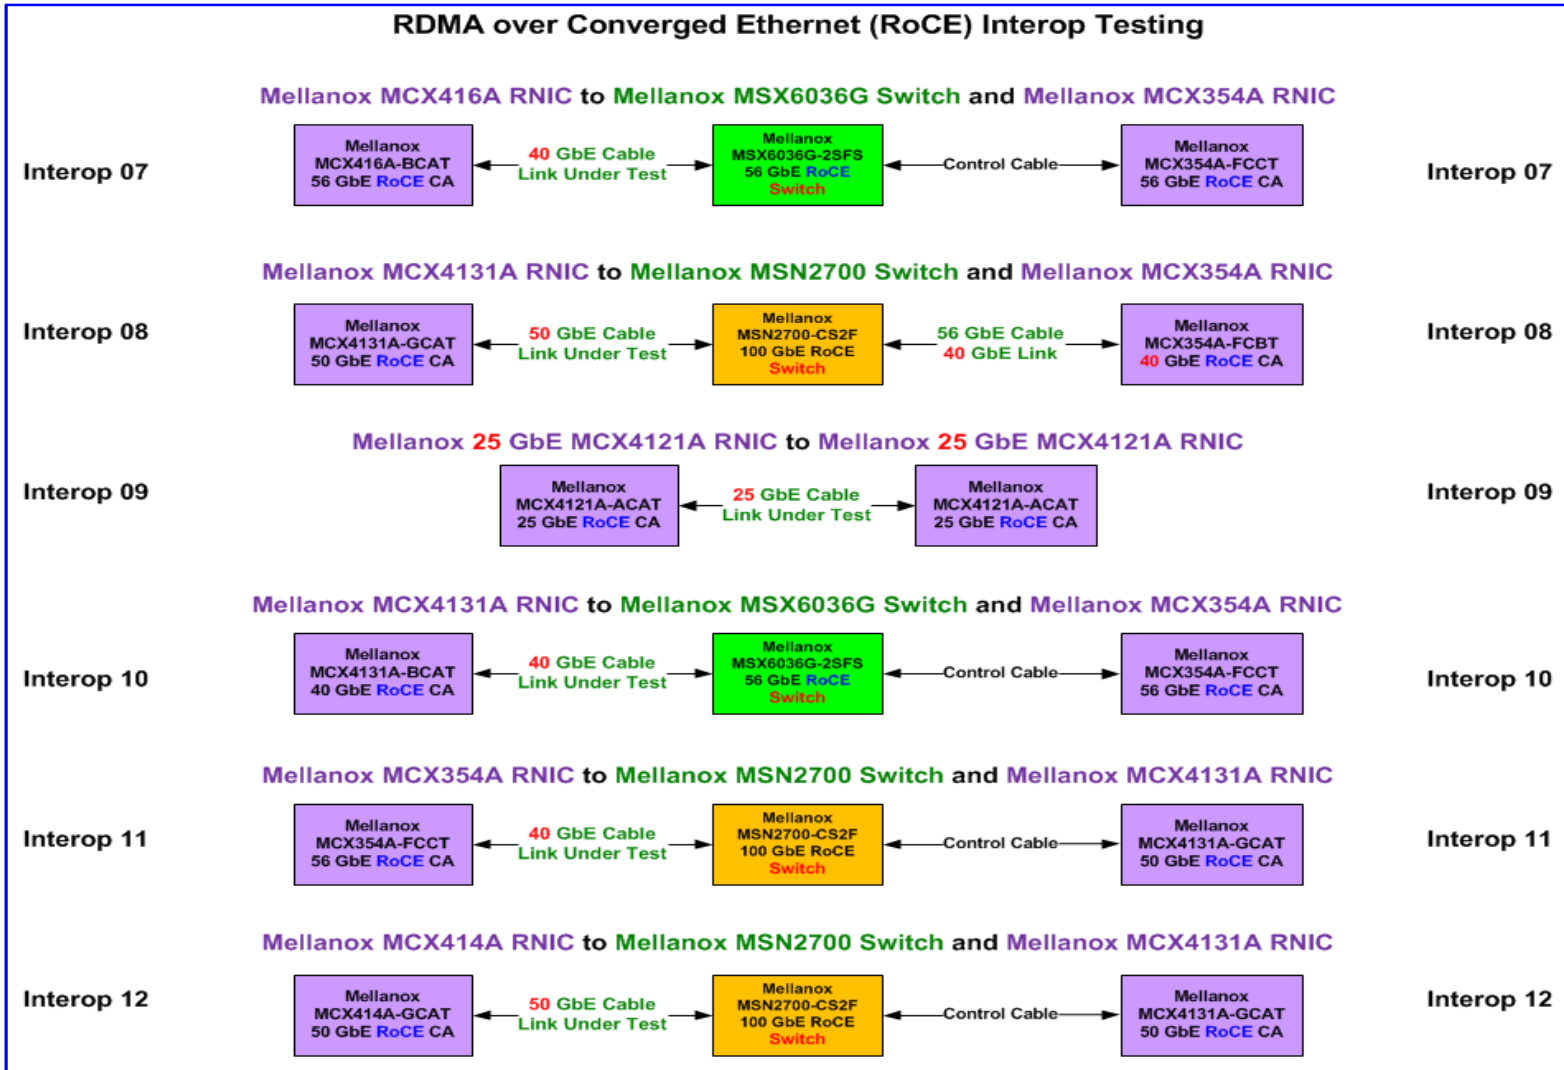 RDMA over Converged Ethernet (RoCE) Interop Testing
Mellanox MCX416A RNIC to Mellanox MSX6036G Switch and Mellanox MCX354A RNIC
Interop 07
Mellanox
MCX416A-BCAT
56 GbE RoCE CA
40 GbE Cable
Link Under Test
Mellanox
MSX6036G-2SFS
56 GbE RoCE
Switch
Control Cable
Mellanox
MCX354A-FCCT
56 GbE RoCE CA
Interop 07
Mellanox MCX4131A RNIC to Mellanox MSN2700 Switch and Mellanox MCX354A RNIC
Interop 08
Mellanox
MCX4131A-GCAT
50 GbE RoCE CA
50 GbE Cable
Link Under Test
Mellanox
MSN2700-CS2F
100 GbE RoCE
Switch
56 GbE Cable
40 GbE Link
Mellanox
MCX354A-FCBT
40 GbE RoCE CA
Interop 08
Mellanox 25 GbE MCX4121A RNIC to Mellanox 25 GbE MCX4121A RNIC
Interop 09
Mellanox
MCX4121A-ACAT
25 GbE RoCE CA
25 GbE Cable
Link Under Test
Mellanox
MCX4121A-ACAT
25 GbE RoCE CA
Interop 09
Mellanox MCX4131A RNIC to Mellanox MSX6036G Switch and Mellanox MCX354A RNIC
Interop 10
Mellanox
MCX4131A-BCAT
40 GbE RoCE CA
40 GbE Cable
Link Under Test
Mellanox
MSX6036G-2SFS
56 GbE RoCE
Switch
Control Cable
Mellanox
MCX354A-FCCT
56 GbE RoCE CA
Interop 10
Mellanox MCX354A RNIC to Mellanox MSN2700 Switch and Mellanox MCX4131A RNIC
Interop 11
Mellanox
MCX354A-FCCT
56 GbE RoCE CA
40 GbE Cable
Link Under Test
Mellanox
MSN2700-CS2F
100 GbE RoCE
Switch
Control Cable
Mellanox
MCX4131A-GCAT
50 GbE RoCE CA
Interop 11
Mellanox MCX414A RNIC to Mellanox MSN2700 Switch and Mellanox MCX4131A RNIC
Interop 12
Mellanox
MCX414A-GCAT
50 GbE RoCE CA
50 GbE Cable
Link Under Test
Mellanox
MSN2700-CS2F
100 GbE RoCE
Switch
Control Cable
Mellanox
MCX4131A-GCAT
50 GbE RoCE CA
Interop 12